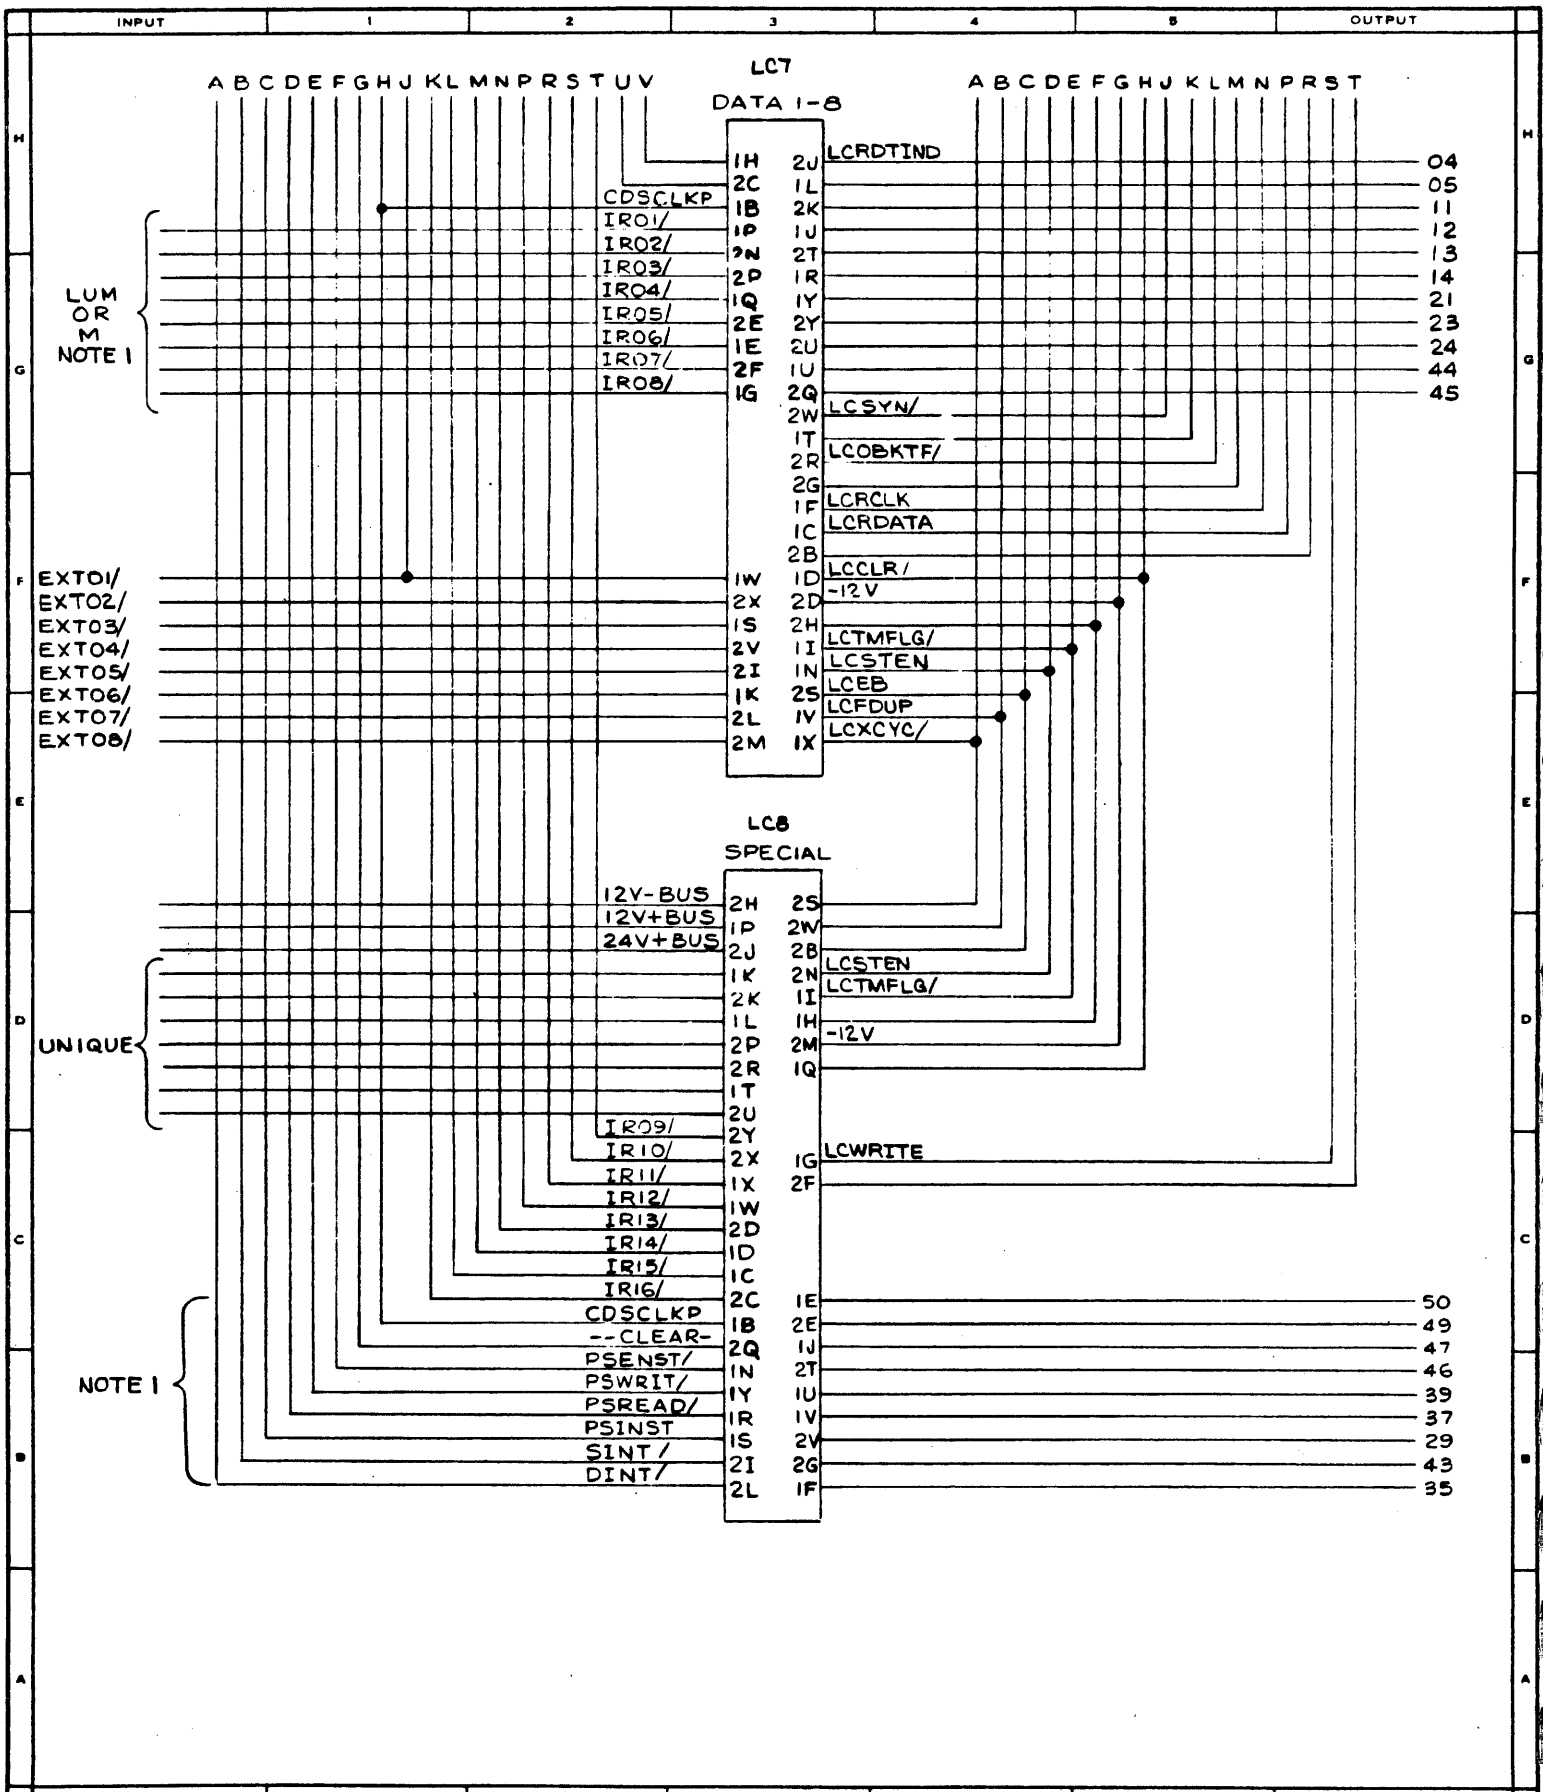 INPUT 1 2 3 4 5 OUTPUT
LC7
A B C D E F G H J K L M N P R S T U V
A B C D E F G H J K L M N P R S T
DATA 1-8
H H
1H 2J LCRDTIND 04
2C 1L 05
CDSCLKP 1B 2K 11
IR01/ 1P 1J 12
IR02/ 2N 2T 13
IR03/ 2P 1R 14
IR04/ 1Q 1Y 21
IR05/ 2E 2Y 23
IR06/ 1E 2U 24
IR07/ 2F 1U 44
IR08/ 1G 2Q 45
LUM
OR
M
NOTE 1
G G
2W LCSYN/
1T
2R LCOBKTF/
2G
1F LCRCLK
1C LCRDATA
2B
F F
EXT01/ 1W 1D LCCLR/
EXT02/ 2X 2D -12V
EXT03/ 1S 2H
EXT04/ 2V 1I LCTMFLG/
EXT05/ 2I 1N LCSTEN
EXT06/ 1K 2S LCEB
EXT07/ 2L 1V LCFDUP
EXT08/ 2M 1X LCXCYC/
E E
LC8
SPECIAL
12V-BUS 2H 2S
12V+BUS 1P 2W
24V+BUS 2J 2B
1K 2N LCSTEN
2K 1I LCTMFLG/
1L 1H
D D
UNIQUE 2P 2M -12V
2R 1Q
1T
2U
IR09/ 2Y
IR10/ 2X 1G LCWRITE
IR11/ 1X 2F
IR12/ 1W
IR13/ 2D
C C
IR14/ 1D
IR15/ 1C
IR16/ 2C 1E 50
CDSCLKP 1B 2E 49
--CLEAR- 2Q 1J 47
PSENST/ 1N 2T 46
NOTE 1
PSWRIT/ 1Y 1U 39
PSREAD/ 1R 1V 37
PSINST 1S 2V 29
B B
SINT/ 2I 2G 43
DINT/ 2L 1F 35
A A